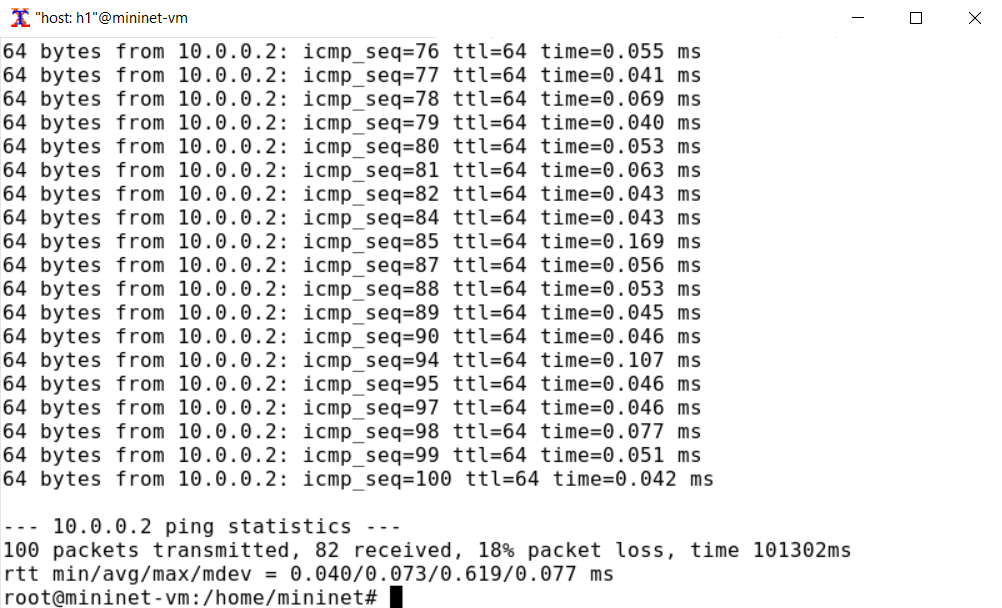 "host: h1"@mininet-vm
64 bytes from 10.0.0.2: icmp_seq=76 ttl=64 time=0.055 ms
64 bytes from 10.0.0.2: icmp_seq=77 ttl=64 time=0.041 ms
64 bytes from 10.0.0.2: icmp_seq=78 ttl=64 time=0.069 ms
64 bytes from 10.0.0.2: icmp_seq=79 ttl=64 time=0.040 ms
64 bytes from 10.0.0.2: icmp_seq=80 ttl=64 time=0.053 ms
64 bytes from 10.0.0.2: icmp_seq=81 ttl=64 time=0.063 ms
64 bytes from 10.0.0.2: icmp_seq=82 ttl=64 time=0.043 ms
64 bytes from 10.0.0.2: icmp_seq=84 ttl=64 time=0.043 ms
64 bytes from 10.0.0.2: icmp_seq=85 ttl=64 time=0.169 ms
64 bytes from 10.0.0.2: icmp_seq=87 ttl=64 time=0.056 ms
64 bytes from 10.0.0.2: icmp_seq=88 ttl=64 time=0.053 ms
64 bytes from 10.0.0.2: icmp_seq=89 ttl=64 time=0.045 ms
64 bytes from 10.0.0.2: icmp_seq=90 ttl=64 time=0.046 ms
64 bytes from 10.0.0.2: icmp_seq=94 ttl=64 time=0.107 ms
64 bytes from 10.0.0.2: icmp_seq=95 ttl=64 time=0.046 ms
64 bytes from 10.0.0.2: icmp_seq=97 ttl=64 time=0.046 ms
64 bytes from 10.0.0.2: icmp_seq=98 ttl=64 time=0.077 ms
64 bytes from 10.0.0.2: icmp_seq=99 ttl=64 time=0.051 ms
64 bytes from 10.0.0.2: icmp_seq=100 ttl=64 time=0.042 ms
--- 10.0.0.2 ping statistics ---
100 packets transmitted, 82 received, 18% packet loss, time 101302ms
rtt min/avg/max/mdev = 0.040/0.073/0.619/0.077 ms
root@mininet-vm:/home/mininet#